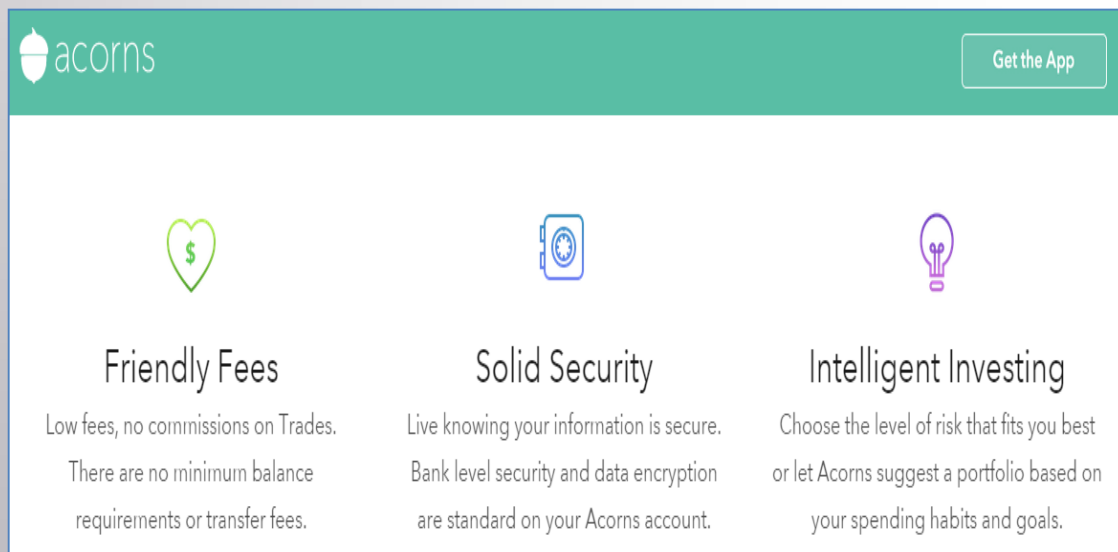 acorns
Get the App
$
Friendly Fees
Low fees, no commissions on Trades.
There are no minimum balance
requirements or transfer fees.
Solid Security
Live knowing your information is secure.
Bank level security and data encryption
are standard on your Acorns account.
Intelligent Investing
Choose the level of risk that fits you best
or let Acorns suggest a portfolio based on
your spending habits and goals.